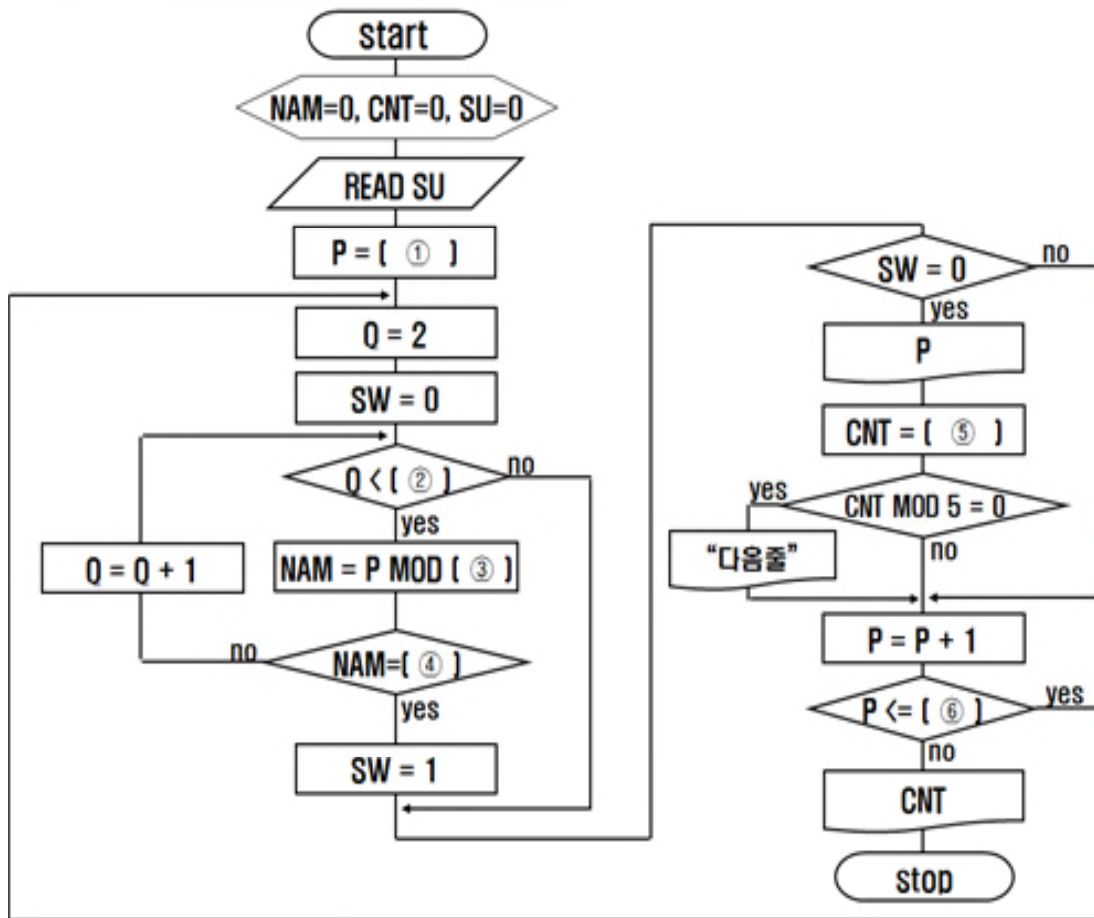 start
NAM=0, CNT=0, SU=0
READ SU
P = ( ① )
Q = 2
SW = 0
Q < ( ② )
no
yes
NAM = P MOD ( ③ )
Q = Q + 1
NAM=( ④ )
no
yes
SW = 1
SW = 0
no
yes
P
CNT = ( ⑤ )
CNT MOD 5 = 0
yes
no
“다음줄”
P = P + 1
P <= ( ⑥ )
yes
no
CNT
stop